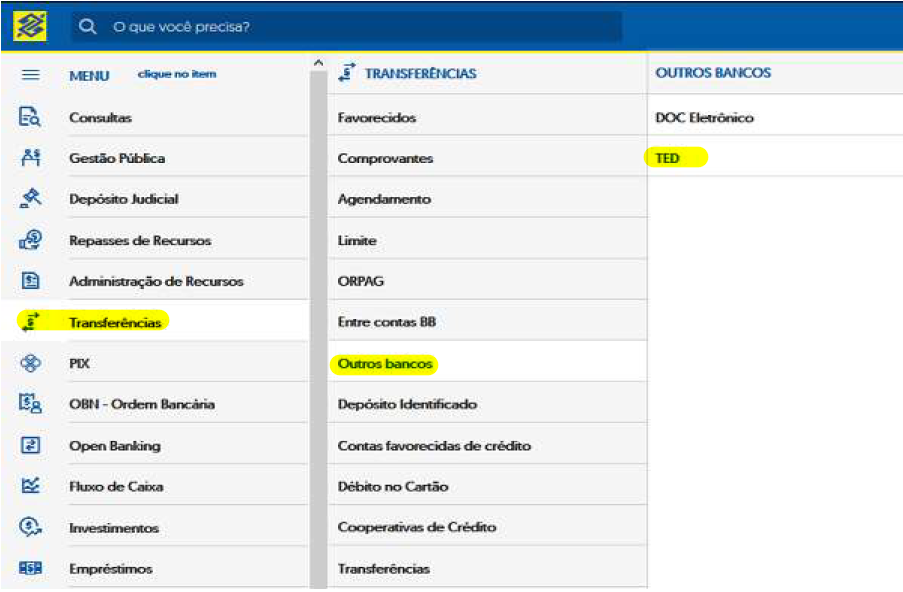 O que você precisa?
MENU clique no item
Consultas
Gestão Pública
Depósito Judicial
Repasses de Recursos
Administração de Recursos
Transferências
PIX
OBN - Ordem Bancária
Open Banking
Fluxo de Caixa
Investimentos
Empréstimos
TRANSFERÊNCIAS
Favorecidos
Comprovantes
Agendamento
Limite
ORPAG
Entre contas BB
Outros bancos
Depósito Identificado
Contas favorecidas de crédito
Débito no Cartão
Cooperativas de Crédito
Transferências
OUTROS BANCOS
DOC Eletrônico
TED